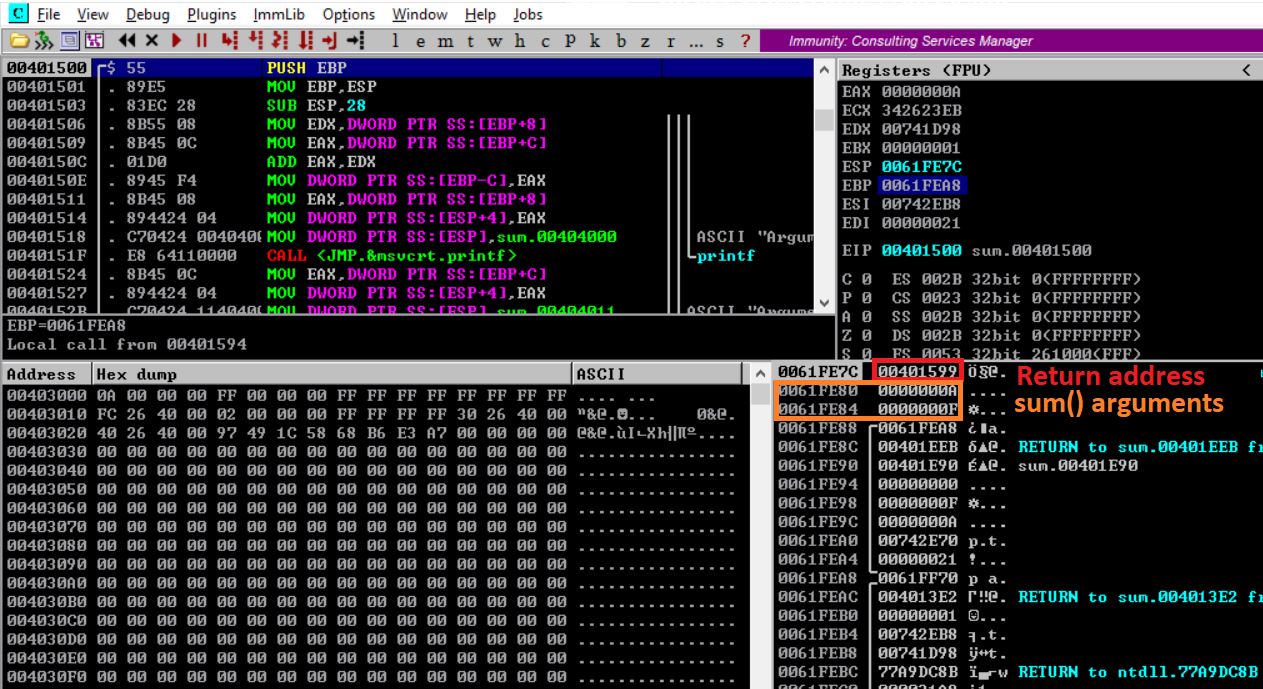 File View Debug Plugins ImmLib Options Window Help Jobs
l e m t w h c P k b z r ... s ?
Immunity: Consulting Services Manager
00401500 $ 55 PUSH EBP
00401501 . 89E5 MOV EBP,ESP
00401503 . 83EC 28 SUB ESP,28
00401506 . 8B55 08 MOV EDX,DWORD PTR SS:[EBP+8]
00401509 . 8B45 0C MOV EAX,DWORD PTR SS:[EBP+C]
0040150C . 01D0 ADD EAX,EDX
0040150E . 8945 F4 MOV DWORD PTR SS:[EBP-C],EAX
00401511 . 8B45 08 MOV EAX,DWORD PTR SS:[EBP+8]
00401514 . 894424 04 MOV DWORD PTR SS:[ESP+4],EAX
00401518 . C70424 004040 MOV DWORD PTR SS:[ESP],sum.00404000 ASCII "Argum
0040151F . E8 64110000 CALL <JMP.&msvcrt.printf> printf
00401524 . 8B45 0C MOV EAX,DWORD PTR SS:[EBP+C]
00401527 . 894424 04 MOV DWORD PTR SS:[ESP+4],EAX
0040152B . C70424 114040 MOV DWORD PTR SS:[ESP],sum.00404011 ASCII "Argume
EBP=0061FEA8
Local call from 00401594
Registers (FPU) <
EAX 0000000A
ECX 342623EB
EDX 00741D98
EBX 00000001
ESP 0061FE7C
EBP 0061FEA8
ESI 00742EB8
EDI 00000021
EIP 00401500 sum.00401500
C 0 ES 002B 32bit 0(FFFFFFFF)
P 0 CS 0023 32bit 0(FFFFFFFF)
A 0 SS 002B 32bit 0(FFFFFFFF)
Z 0 DS 002B 32bit 0(FFFFFFFF)
S 0 FS 0053 32bit 261000(FFF)
Address Hex dump ASCII
00403000 0A 00 00 00 FF 00 00 00 FF FF FF FF FF FF FF FF .... ...
00403010 FC 26 40 00 02 00 00 00 FF FF FF FF 30 26 40 00 ⁿ&@.☻... 0&@.
00403020 40 26 40 00 97 49 1C 58 68 B6 E3 A7 00 00 00 00 @&@.ùI∟Xh╢πº....
00403030 00 00 00 00 00 00 00 00 00 00 00 00 00 00 00 00 ................
00403040 00 00 00 00 00 00 00 00 00 00 00 00 00 00 00 00 ................
00403050 00 00 00 00 00 00 00 00 00 00 00 00 00 00 00 00 ................
00403060 00 00 00 00 00 00 00 00 00 00 00 00 00 00 00 00 ................
00403070 00 00 00 00 00 00 00 00 00 00 00 00 00 00 00 00 ................
00403080 00 00 00 00 00 00 00 00 00 00 00 00 00 00 00 00 ................
00403090 00 00 00 00 00 00 00 00 00 00 00 00 00 00 00 00 ................
004030A0 00 00 00 00 00 00 00 00 00 00 00 00 00 00 00 00 ................
004030B0 00 00 00 00 00 00 00 00 00 00 00 00 00 00 00 00 ................
004030C0 00 00 00 00 00 00 00 00 00 00 00 00 00 00 00 00 ................
004030D0 00 00 00 00 00 00 00 00 00 00 00 00 00 00 00 00 ................
004030E0 00 00 00 00 00 00 00 00 00 00 00 00 00 00 00 00 ................
004030F0 00 00 00 00 00 00 00 00 00 00 00 00 00 00 00 00 ................
0061FE7C 00401599 Ö§@. Return address
0061FE80 0000000A .... sum() arguments
0061FE84 0000000F ☼...
0061FE88 0061FEA8 ¿■a.
0061FE8C 00401EEB δ▲@. RETURN to sum.00401EEB fr
0061FE90 00401E90 É▲@. sum.00401E90
0061FE94 00000000 ....
0061FE98 0000000F ☼...
0061FE9C 0000000A ....
0061FEA0 00742E70 p.t.
0061FEA4 00000021 !...
0061FEA8 0061FF70 p a.
0061FEAC 004013E2 Γ‼@. RETURN to sum.004013E2 fr
0061FEB0 00000001 ☺...
0061FEB4 00742EB8 ╕.t.
0061FEB8 00741D98 ÿ↔t.
0061FEBC 77A9DC8B ï▄⌐w RETURN to ntdll.77A9DC8B